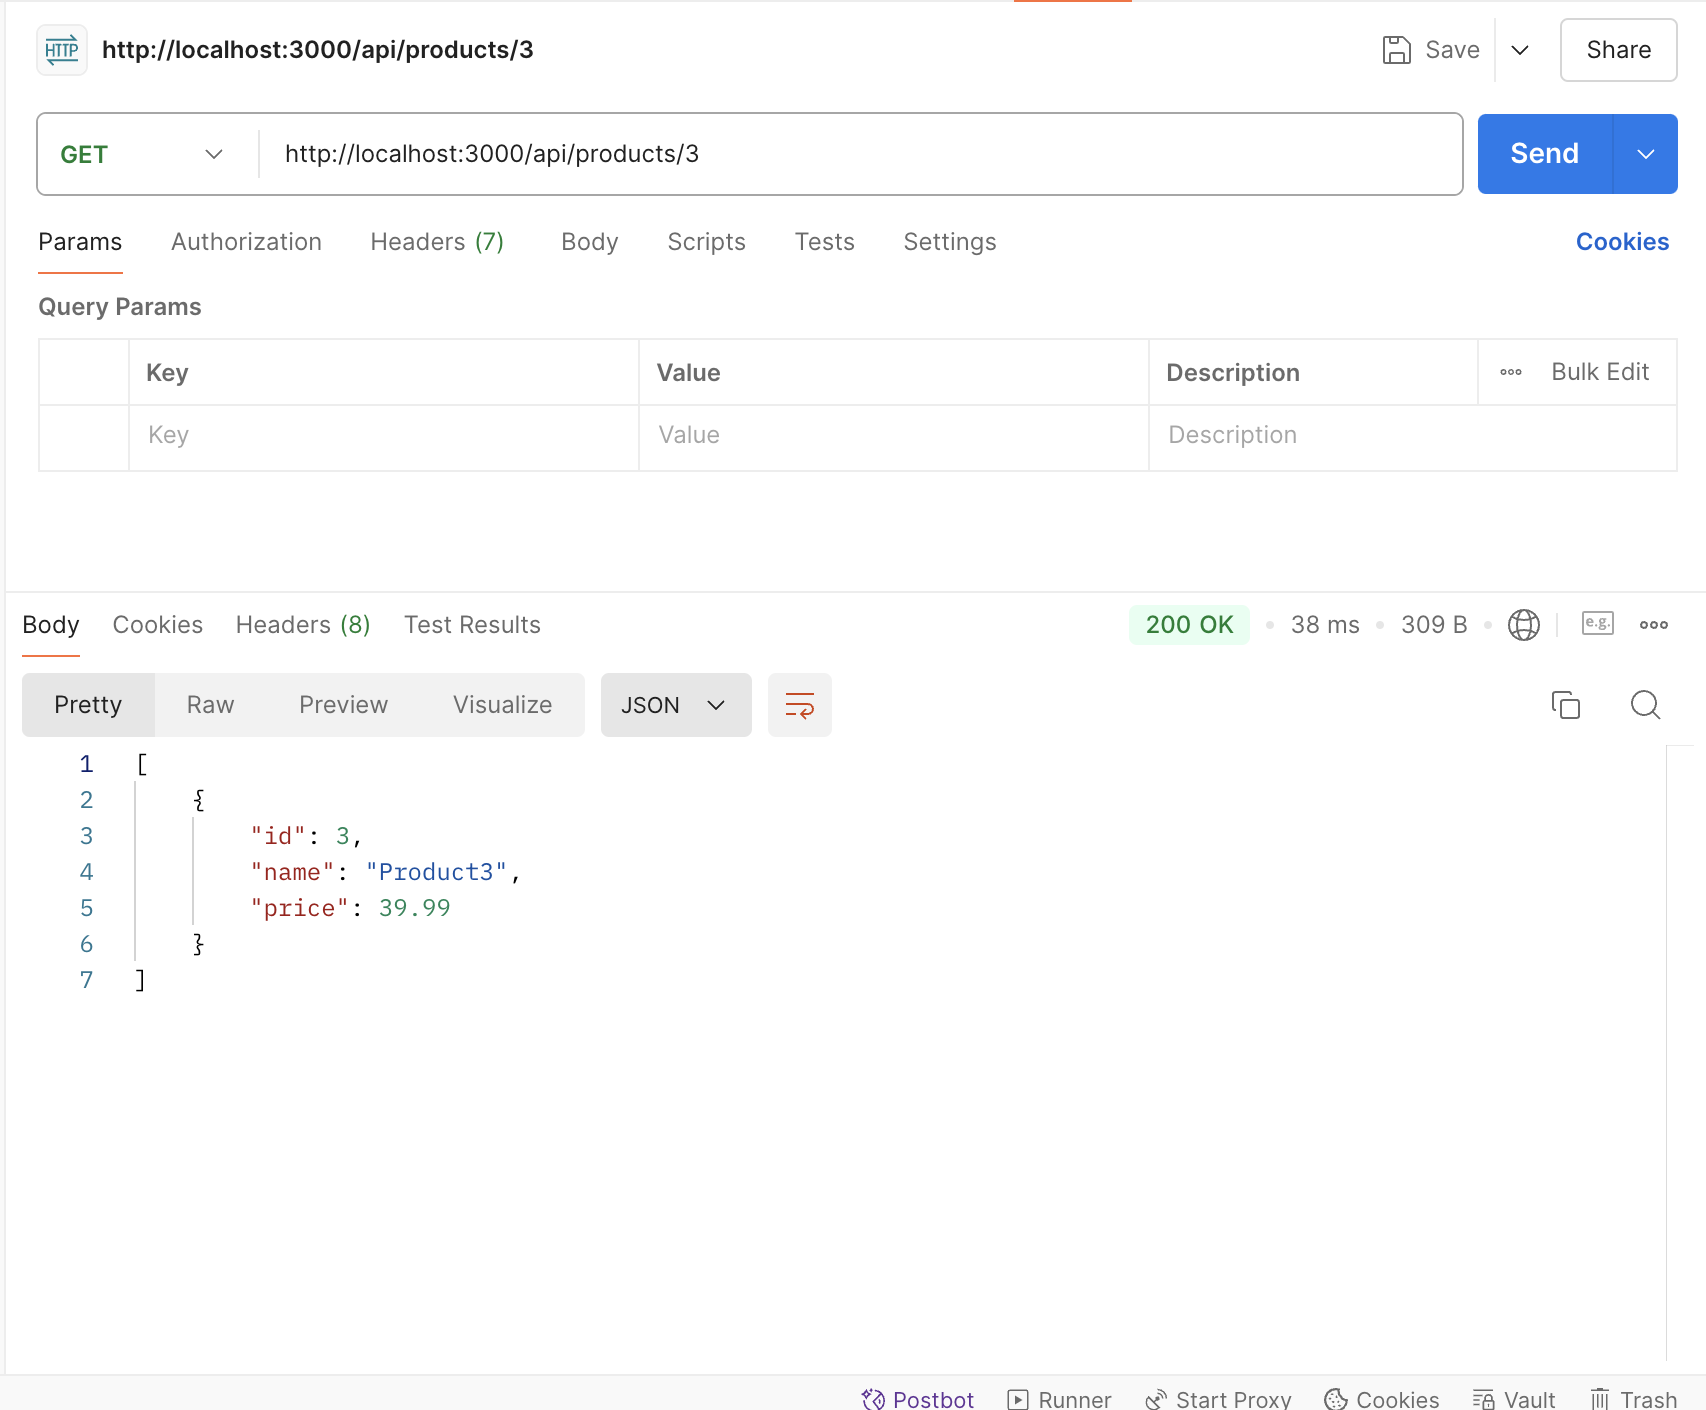 HTTP http://localhost:3000/api/products/3 Save Share
GET http://localhost:3000/api/products/3 Send
Params Authorization Headers (7) Body Scripts Tests Settings Cookies
Query Params
Key Value Description Bulk Edit
Key Value Description
Body Cookies Headers (8) Test Results 200 OK 38 ms 309 B e.g.
Pretty Raw Preview Visualize JSON
1 [
2 {
3 "id": 3,
4 "name": "Product3",
5 "price": 39.99
6 }
7 ]
Postbot Runner Start Proxy Cookies Vault Trash